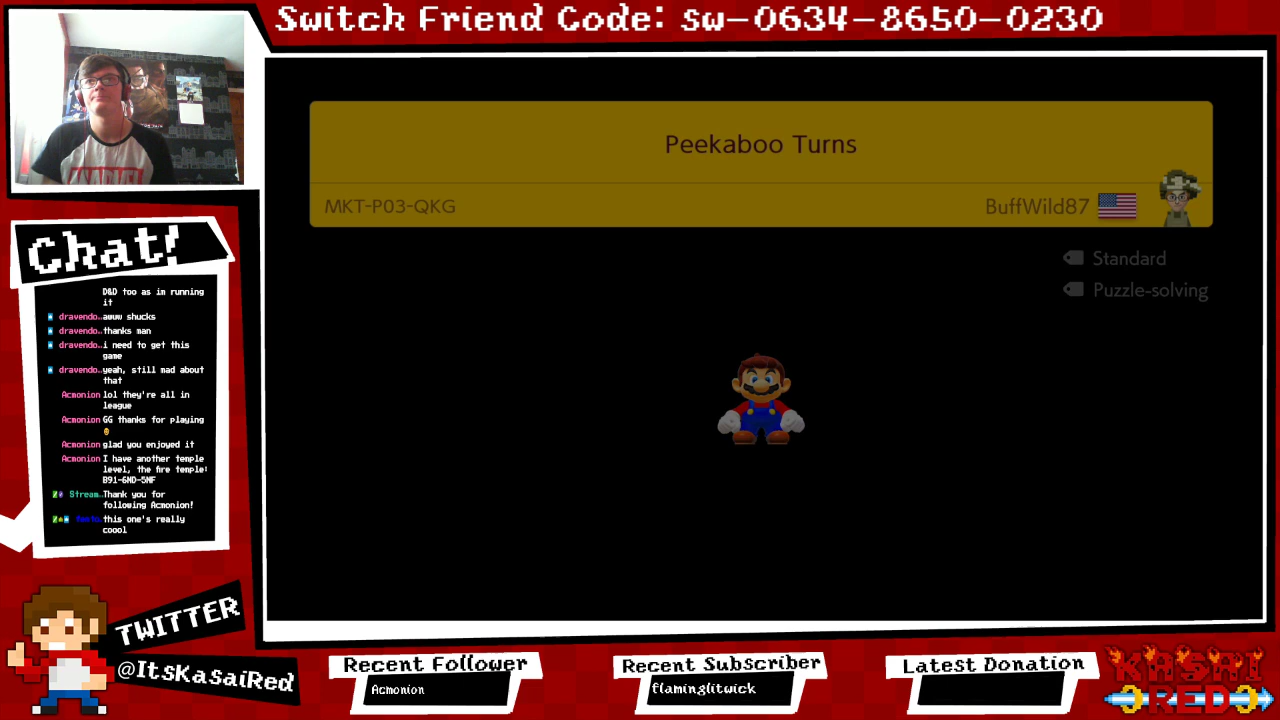 Switch Friend Code: sw-0634-8650-0230
Peekaboo Turns
MKT-P03-QKG
BuffWild87
Standard
Puzzle-solving
Chat!
D&D too as im running
it
dravendo..awww shucks
dravendo..thanks man
dravendo..i need to get this
game
dravendo..yeah, still mad about
that
Acmonion lol they're all in
league
Acmonion GG thanks for playing
Acmonion glad you enjoyed it
Acmonion I have another temple
level, the fire temple:
B91-6ND-5NF
Stream..Thank you for
following Acmonion!
this one's really
coool
TWITTER
@ItsKasaiRed
Recent Follower
Acmonion
Recent Subscriber
flaminglitwick
Latest Donation
KASAI
RED